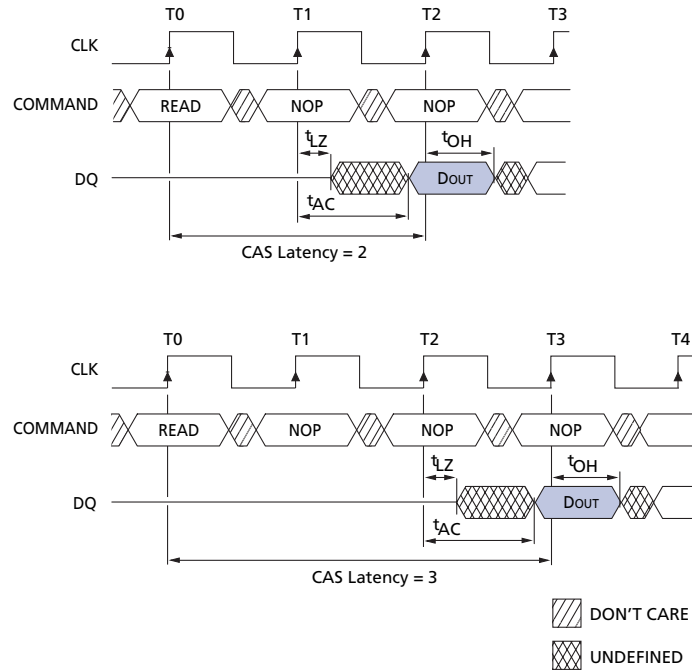 T0 T1 T2 T3
CLK
COMMAND READ NOP NOP
tLZ tOH
DQ DOUT
tAC
CAS Latency = 2
T0 T1 T2 T3 T4
CLK
COMMAND READ NOP NOP NOP
tLZ tOH
DQ DOUT
tAC
CAS Latency = 3
DON'T CARE
UNDEFINED